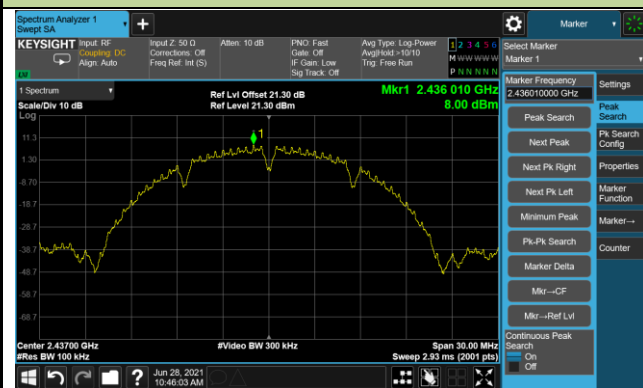 Spectrum Analyzer 1
Swept SA
+
Marker
KEYSIGHT
Input: RF
Coupling: DC
Align: Auto
Input Z: 50 Ω
Corrections: Off
Freq Ref: Int (S)
Atten: 10 dB
PNO: Fast
Gate: Off
IF Gain: Low
Sig Track: Off
Avg Type: Log-Power
Avg|Hold:>10/10
Trig: Free Run
1 2 3 4 5 6
M W W W W W
P N N N N N
Select Marker
Marker 1
1 Spectrum
Scale/Div 10 dB
Log
Ref Lvl Offset 21.30 dB
Ref Level 21.30 dBm
Mkr1 2.436 010 GHz
8.00 dBm
1
11.3
1.30
-8.70
-18.7
-28.7
-38.7
-48.7
-58.7
-68.7
Center 2.43700 GHz
#Res BW 100 kHz
#Video BW 300 kHz
Span 30.00 MHz
Sweep 2.93 ms (2001 pts)
Marker Frequency
2.436010000 GHz
Peak Search
Next Peak
Next Pk Right
Next Pk Left
Minimum Peak
Pk-Pk Search
Marker Delta
Mkr→CF
Mkr→Ref Lvl
Continuous Peak
Search
On
Off
Settings
Peak
Search
Pk Search
Config
Properties
Marker
Function
Marker→
Counter
?
Jun 28, 2021
10:46:03 AM